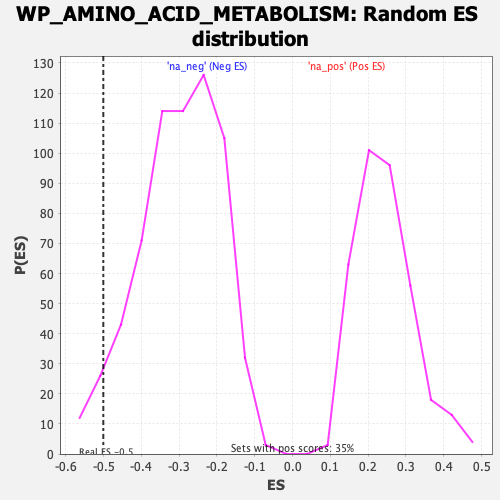 WP_AMINO_ACID_METABOLISM: Random ES
distribution
'na_neg' (Neg ES)
'na_pos' (Pos ES)
130
120
110
100
90
80
70
60
50
40
30
20
10
0
P(ES)
Real ES -0.5
Sets with pos scores: 35%
-0.6 -0.5 -0.4 -0.3 -0.2 -0.1 0.0 0.1 0.2 0.3 0.4 0.5
ES